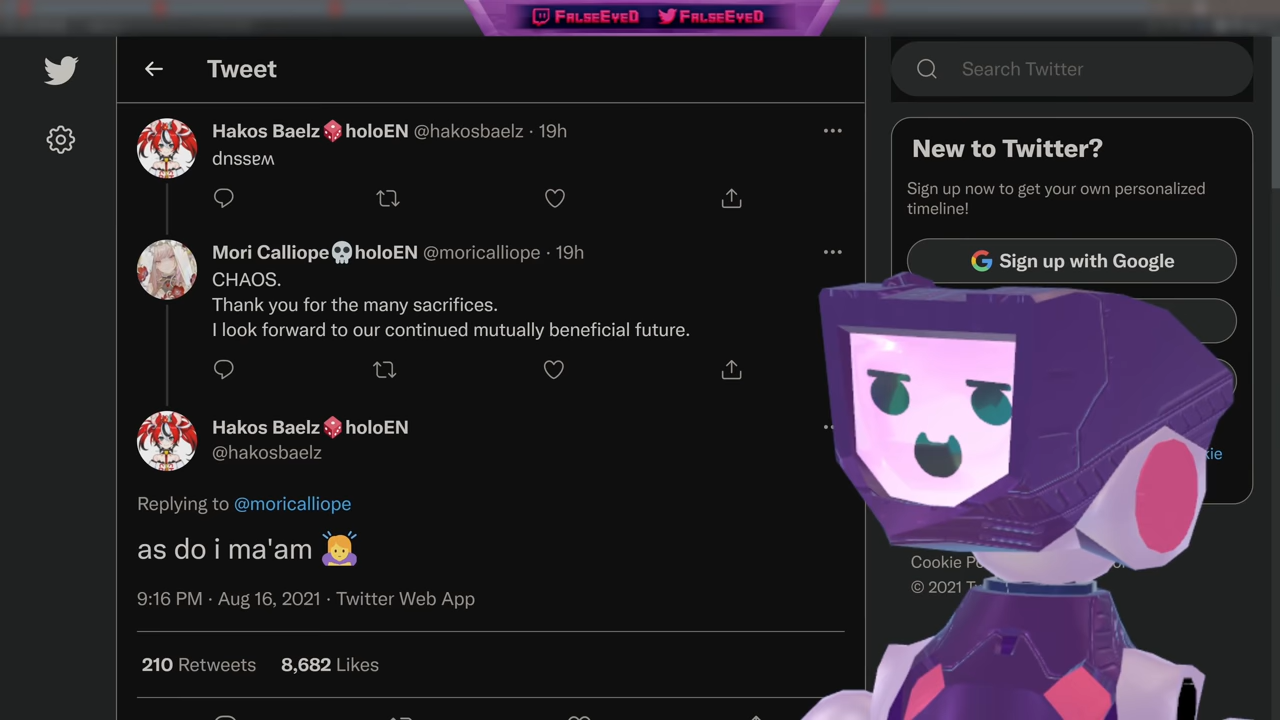 FalseEyeD FalseEyeD
Tweet
Search Twitter
Hakos Baelz🎲holoEN @hakosbaelz · 19h
dnssɐʍ
Mori Calliope💀holoEN @moricalliope · 19h
CHAOS.
Thank you for the many sacrifices.
I look forward to our continued mutually beneficial future.
Hakos Baelz🎲holoEN
@hakosbaelz
Replying to @moricalliope
as do i ma'am 🙇
9:16 PM · Aug 16, 2021 · Twitter Web App
210 Retweets 8,682 Likes
New to Twitter?
Sign up now to get your own personalized
timeline!
Sign up with Google
Cookie
© 2021